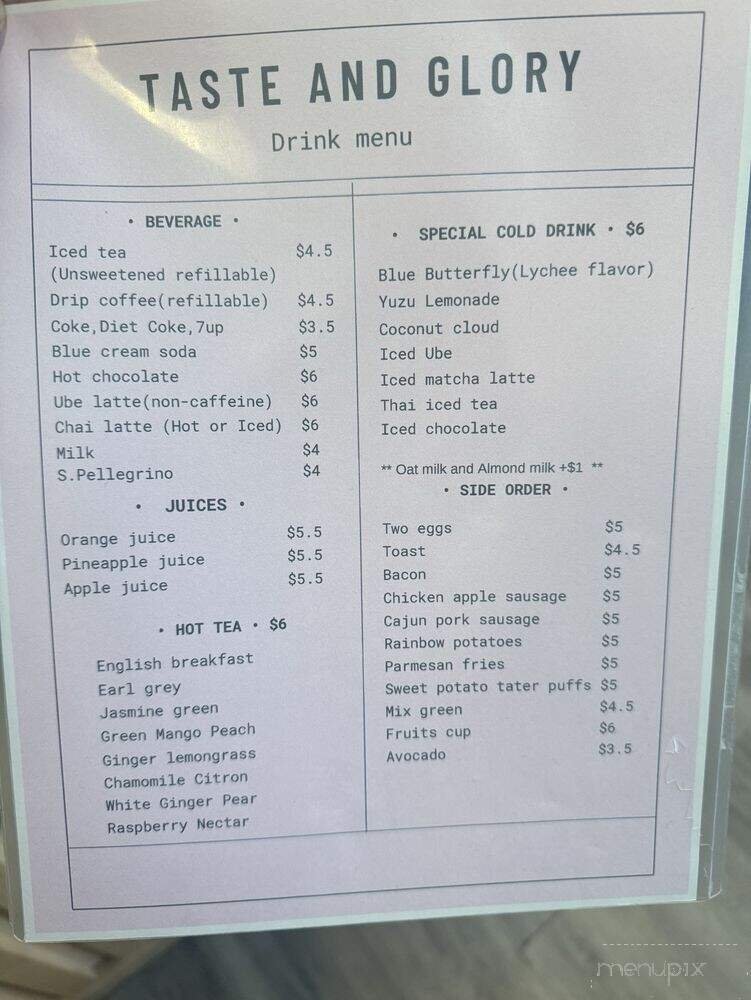 TASTE AND GLORY
Drink menu
• BEVERAGE •
Iced tea $4.5
(Unsweetened refillable)
Drip coffee(refillable) $4.5
Coke,Diet Coke,7up $3.5
Blue cream soda $5
Hot chocolate $6
Ube latte(non-caffeine) $6
Chai latte (Hot or Iced) $6
Milk $4
S.Pellegrino $4
• JUICES •
Orange juice $5.5
Pineapple juice $5.5
Apple juice $5.5
• HOT TEA • $6
English breakfast
Earl grey
Jasmine green
Green Mango Peach
Ginger lemongrass
Chamomile Citron
White Ginger Pear
Raspberry Nectar
• SPECIAL COLD DRINK • $6
Blue Butterfly(Lychee flavor)
Yuzu Lemonade
Coconut cloud
Iced Ube
Iced matcha latte
Thai iced tea
Iced chocolate
** Oat milk and Almond milk +$1 **
• SIDE ORDER •
Two eggs $5
Toast $4.5
Bacon $5
Chicken apple sausage $5
Cajun pork sausage $5
Rainbow potatoes $5
Parmesan fries $5
Sweet potato tater puffs $5
Mix green $4.5
Fruits cup $6
Avocado $3.5
menupix